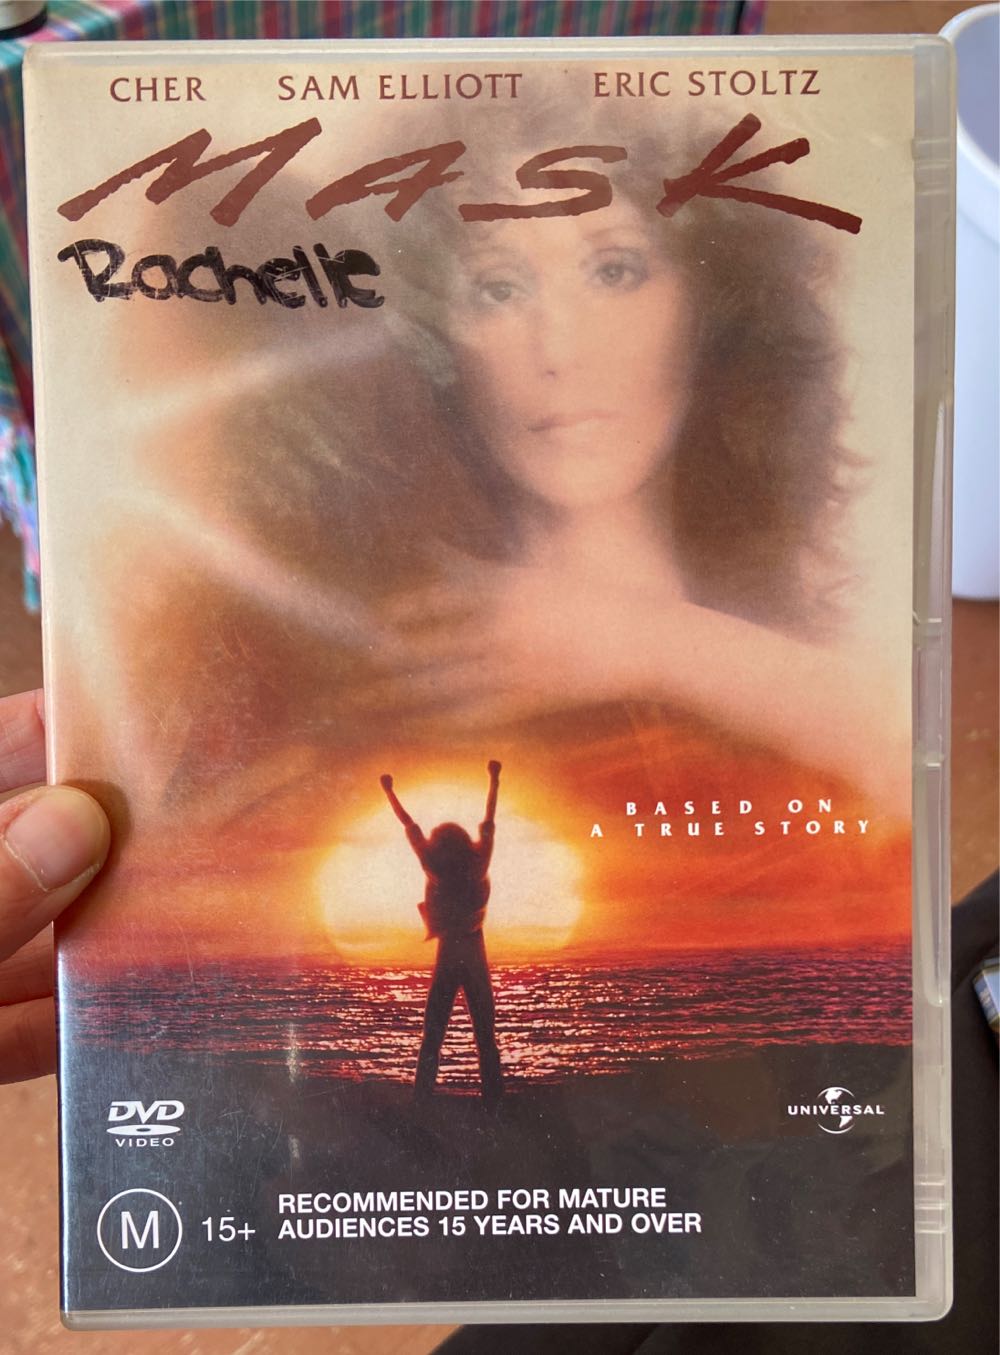 CHER SAM ELLIOTT ERIC STOLTZ
MASK
Rachelle
BASED ON
A TRUE STORY
DVD
VIDEO
UNIVERSAL
M 15+ RECOMMENDED FOR MATURE
AUDIENCES 15 YEARS AND OVER